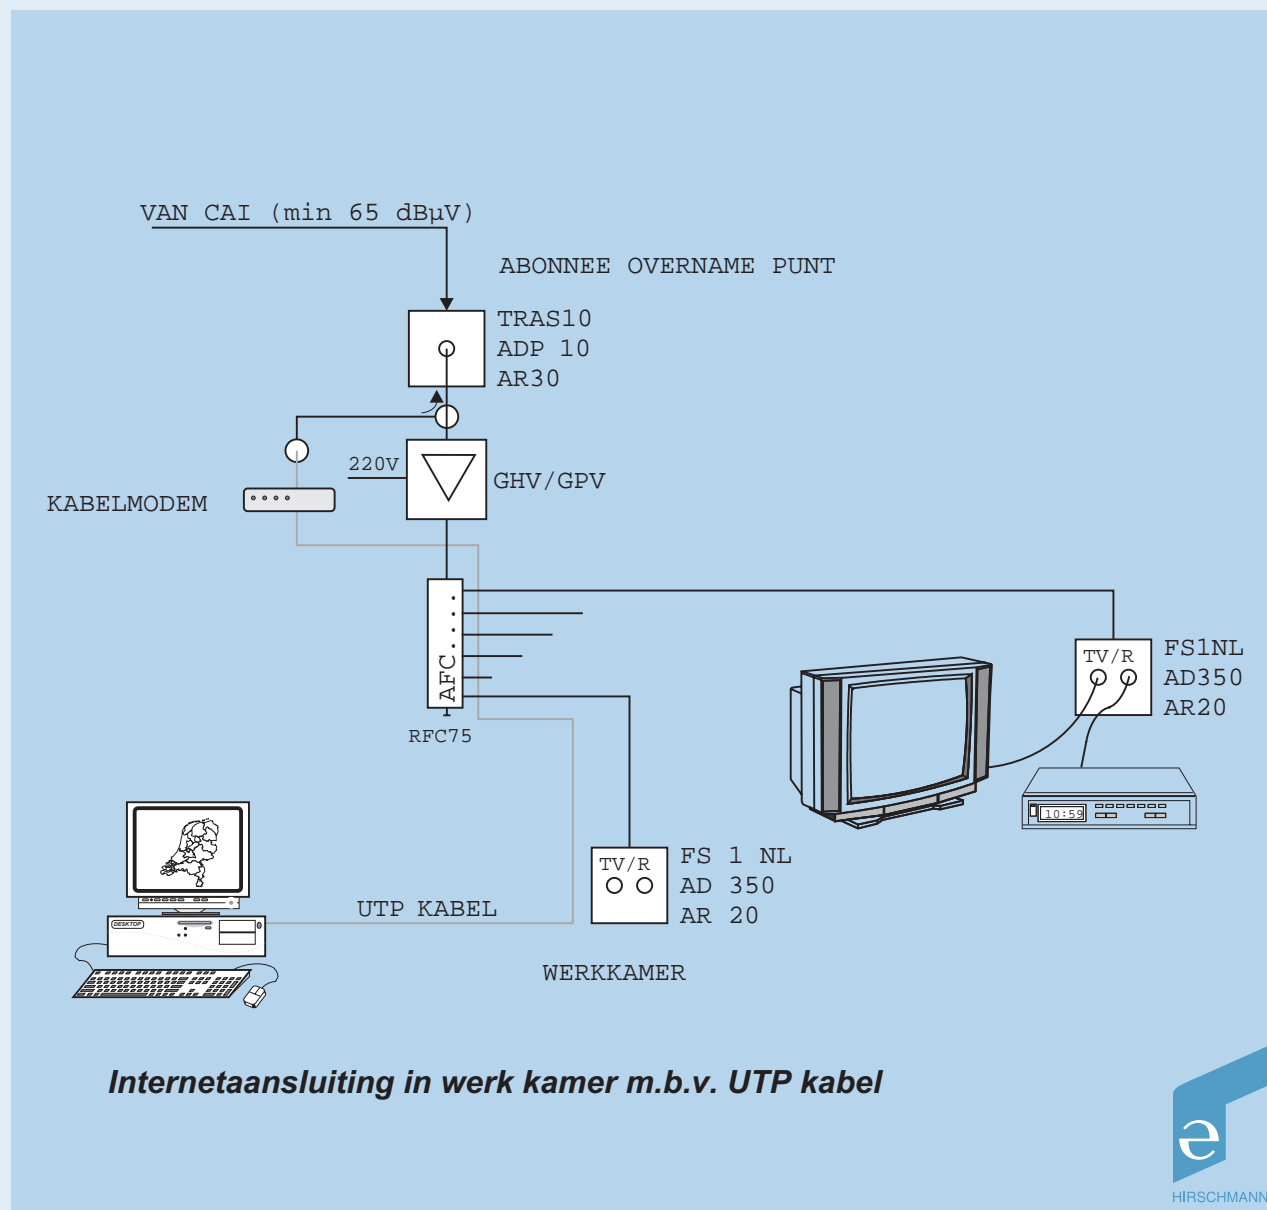 VAN CAI (min 65 dBµV)
ABONNEE OVERNAME PUNT
TRAS10
ADP 10
AR30
220V
GHV/GPV
KABELMODEM
AFC....
RFC75
TV/R
FS1NL
AD350
AR20
10:59
TV/R
FS 1 NL
AD 350
AR 20
DESKTOP
UTP KABEL
WERKKAMER
Internetaansluiting in werk kamer m.b.v. UTP kabel
e
HIRSCHMANN